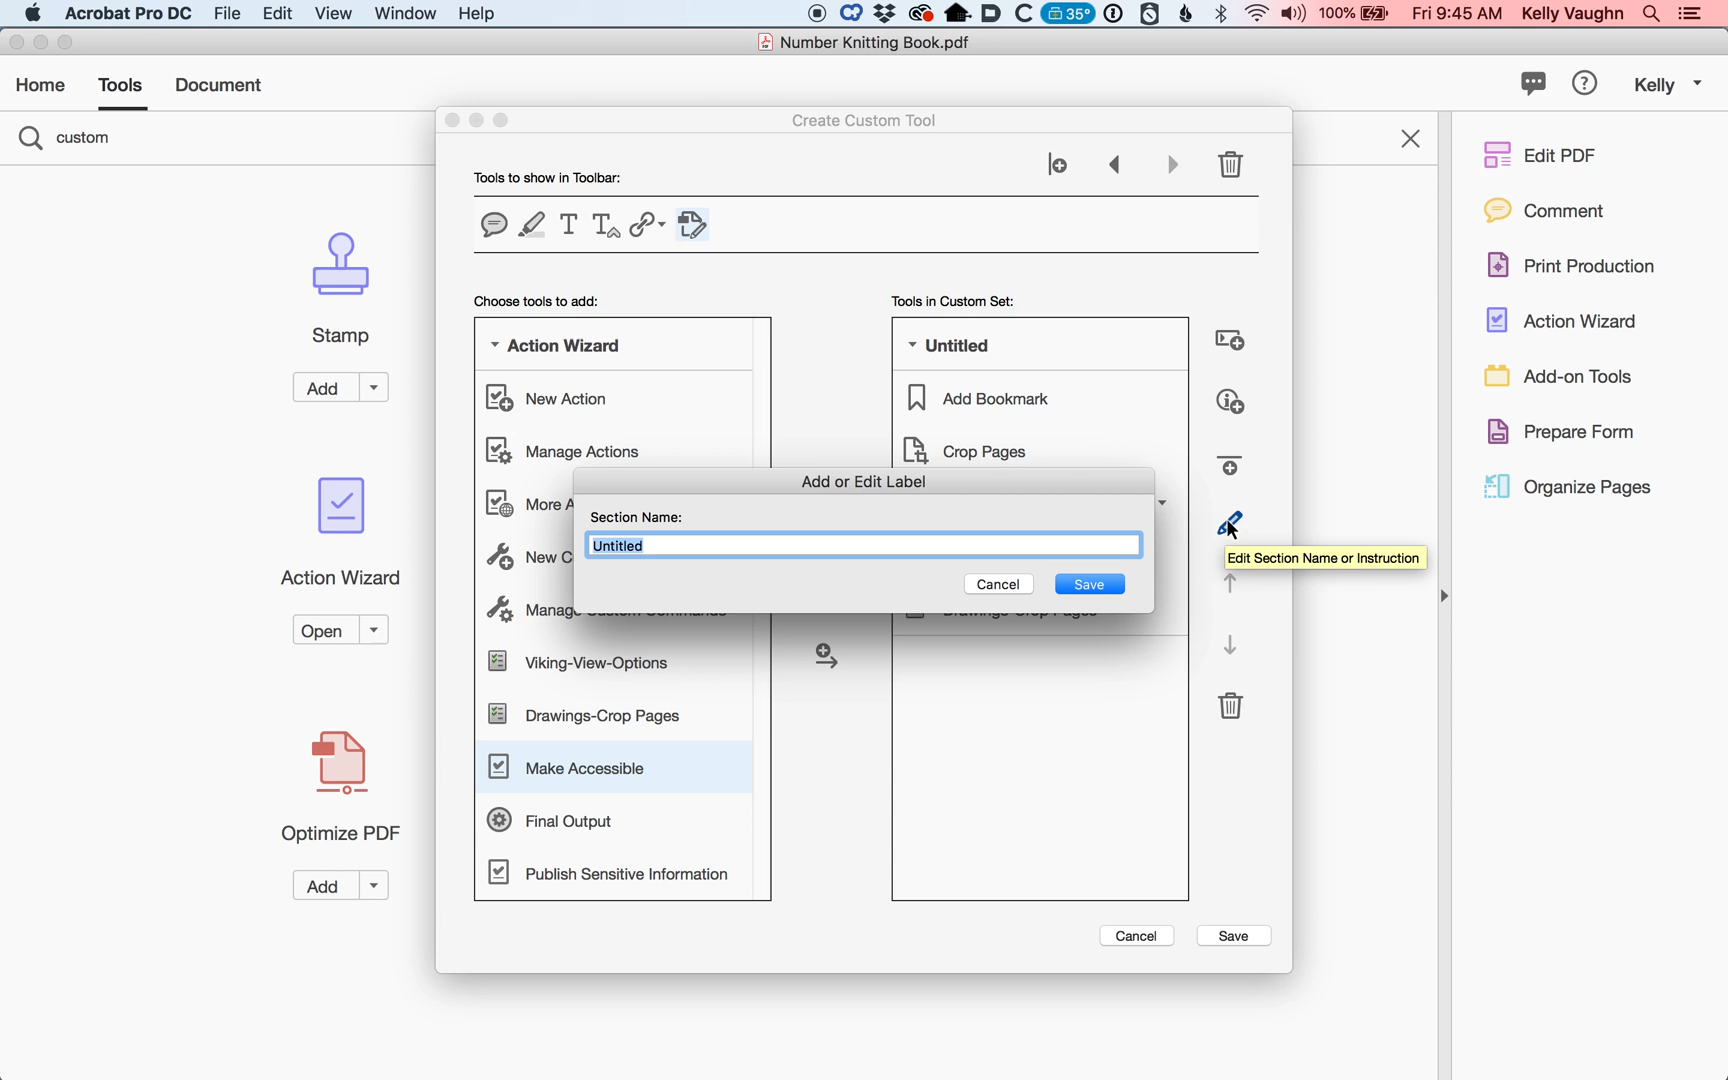 Acrobat Pro DC File Edit View Window Help 35° 100% Fri 9:45 AM Kelly Vaughn
Number Knitting Book.pdf
Home Tools Document Kelly
custom
Create Custom Tool
Tools to show in Toolbar:
Choose tools to add:
Tools in Custom Set:
Stamp
Add
Action Wizard
Open
Optimize PDF
Add
Action Wizard
New Action
Manage Actions
More A
New C
Manage Custom Commands
Viking-View-Options
Drawings-Crop Pages
Make Accessible
Final Output
Publish Sensitive Information
Untitled
Add Bookmark
Crop Pages
Drawings-Crop Pages
Add or Edit Label
Section Name:
Untitled
Cancel Save
Edit Section Name or Instruction
Cancel Save
Edit PDF
Comment
Print Production
Action Wizard
Add-on Tools
Prepare Form
Organize Pages